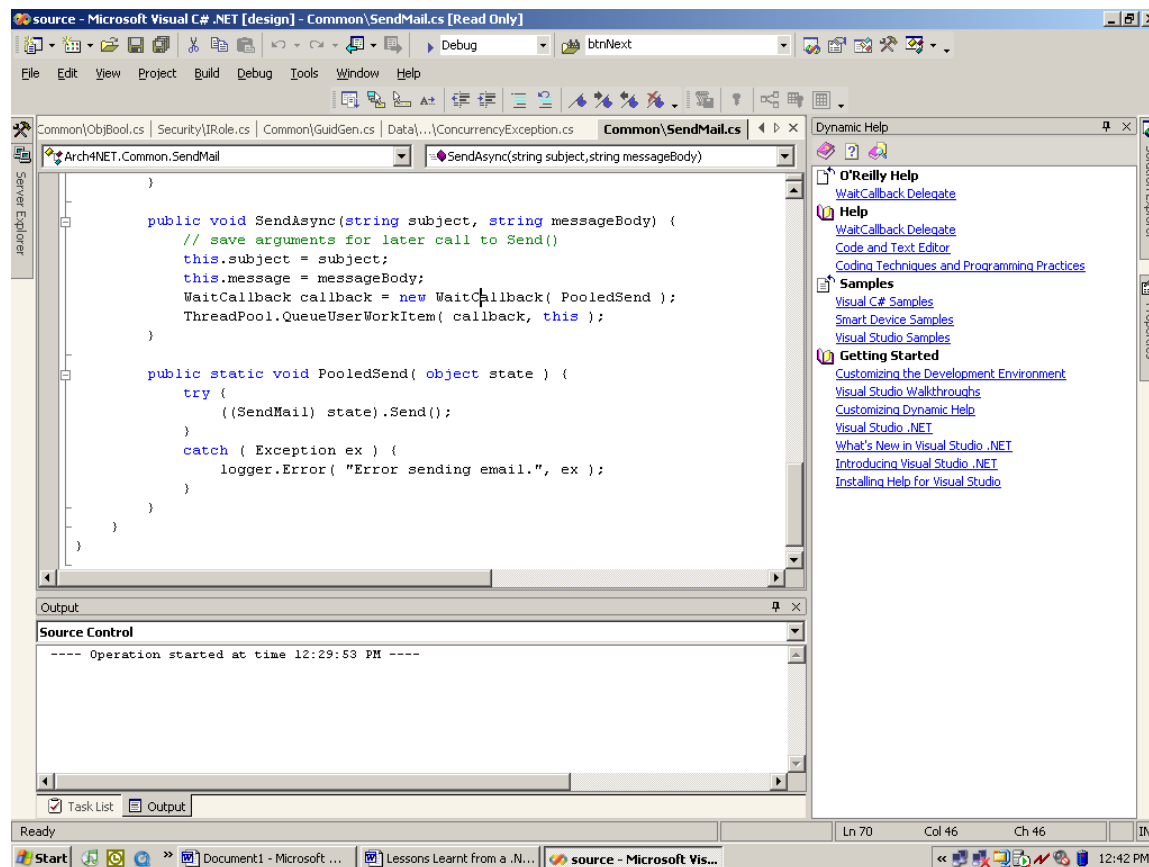 source - Microsoft Visual C# .NET [design] - Common\SendMail.cs [Read Only]
Debug
btnNext
File Edit View Project Build Debug Tools Window Help
Common\ObjBool.cs | Security\IRole.cs | Common\GuidGen.cs | Data\...\ConcurrencyException.cs Common\SendMail.cs
Arch4NET.Common.SendMail
SendAsync(string subject,string messageBody)
Server Explorer
}
public void SendAsync(string subject, string messageBody) {
// save arguments for later call to Send()
this.subject = subject;
this.message = messageBody;
WaitCallback callback = new WaitCallback( PooledSend );
ThreadPool.QueueUserWorkItem( callback, this );
}
public static void PooledSend( object state ) {
try {
((SendMail) state).Send();
}
catch ( Exception ex ) {
logger.Error( "Error sending email.", ex );
}
}
}
}
Dynamic Help
O'Reilly Help
WaitCallback Delegate
Help
WaitCallback Delegate
Code and Text Editor
Coding Techniques and Programming Practices
Samples
Visual C# Samples
Smart Device Samples
Visual Studio Samples
Getting Started
Customizing the Development Environment
Visual Studio Walkthroughs
Customizing Dynamic Help
Visual Studio .NET
What's New in Visual Studio .NET
Introducing Visual Studio .NET
Installing Help for Visual Studio
Output
Source Control
---- Operation started at time 12:29:53 PM ----
Task List
Output
Ready
Ln 70 Col 46 Ch 46
Start
Document1 - Microsoft ...
Lessons Learnt from a .N...
source - Microsoft Vis...
12:42 PM